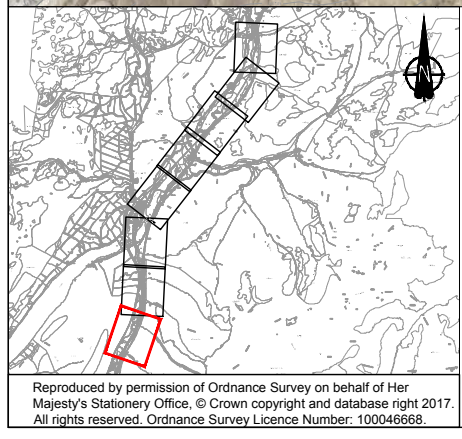 N
Reproduced by permission of Ordnance Survey on behalf of Her
Majesty's Stationery Office, © Crown copyright and database right 2017.
All rights reserved. Ordnance Survey Licence Number: 100046668.